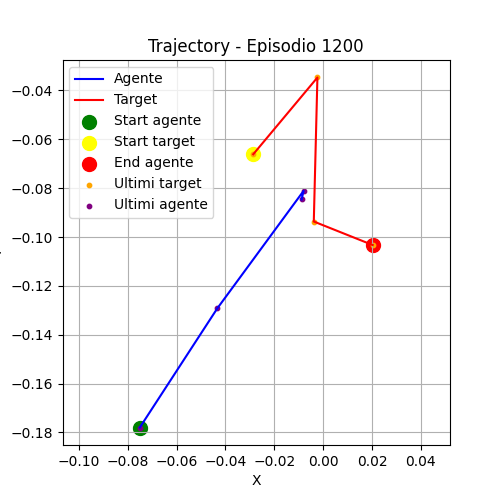 Trajectory - Episodio 1200
Agente
Target
Start agente
Start target
End agente
Ultimi target
Ultimi agente
−0.04
−0.06
−0.08
−0.10
−0.12
−0.14
−0.16
−0.18
−0.10 −0.08 −0.06 −0.04 −0.02 0.00 0.02 0.04
X